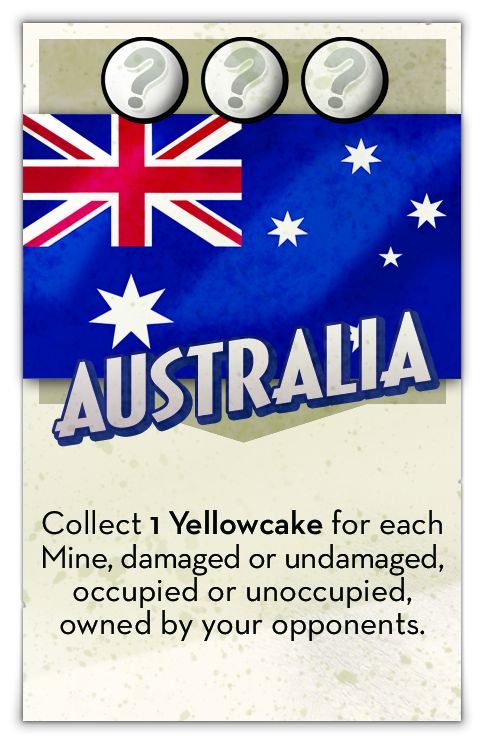 ? ? ?
AUSTRALIA
Collect 1 Yellowcake for each
Mine, damaged or undamaged,
occupied or unoccupied,
owned by your opponents.